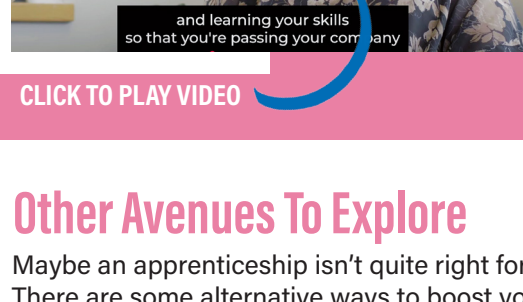 and learning your skills
so that you're passing your company
CLICK TO PLAY VIDEO
Other Avenues To Explore
Maybe an apprenticeship isn't quite right for
There are some alternative ways to boost